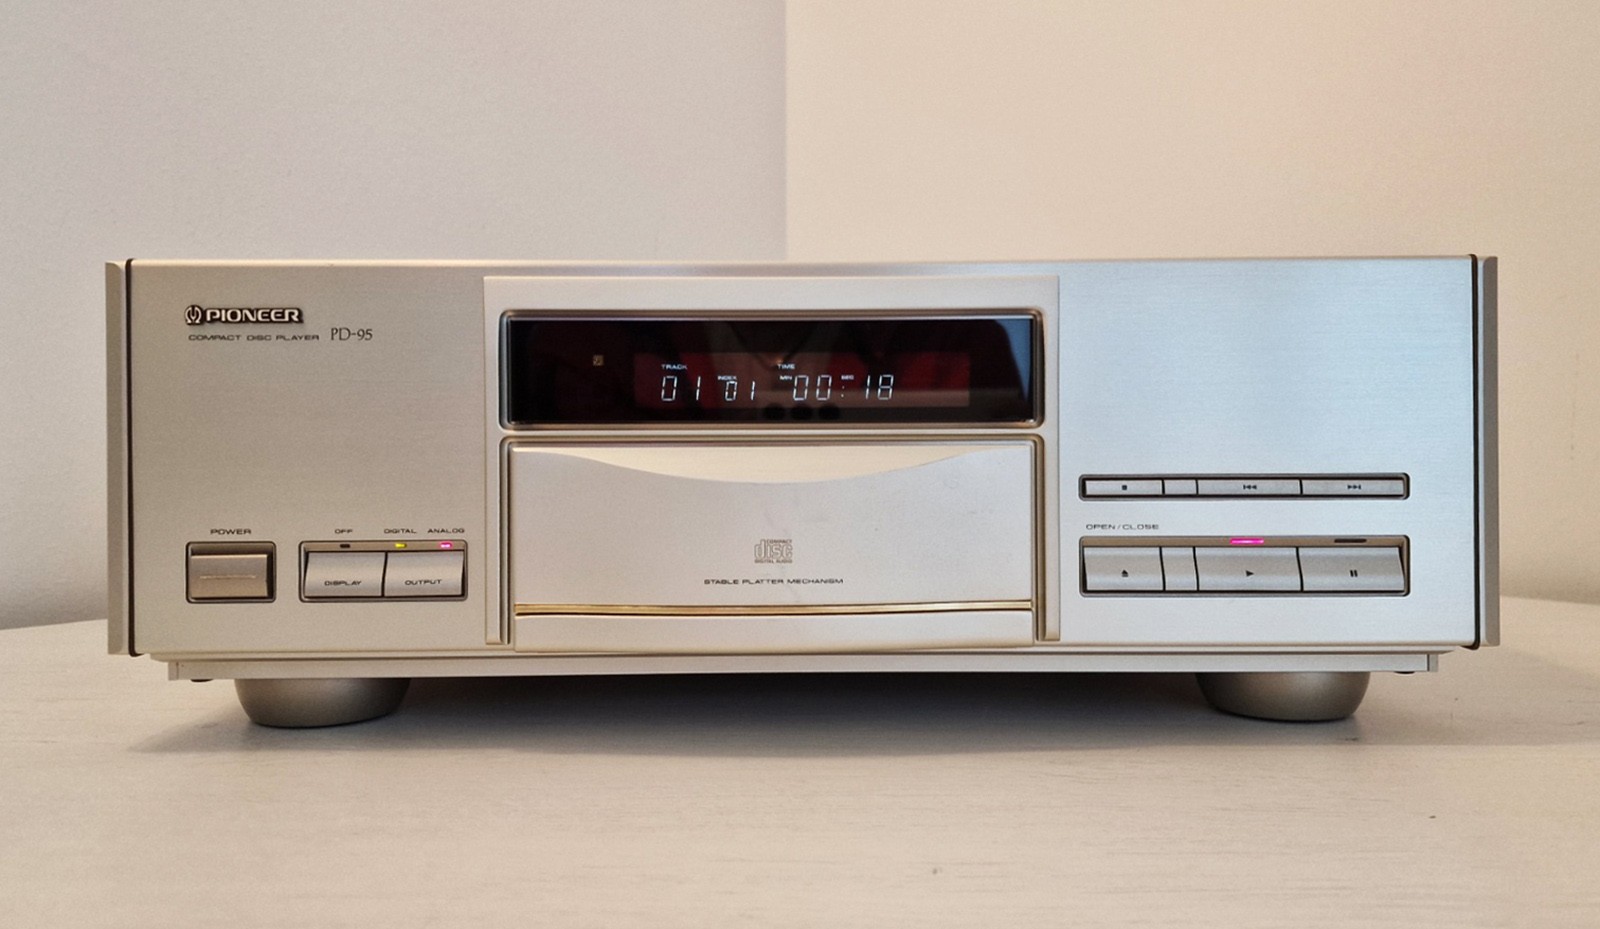 PIONEER
COMPACT DISC PLAYER PD-95
TRACK INDEX TIME MIN SEC
01 01 00:18
POWER
OFF DIGITAL ANALOG
DISPLAY OUTPUT
COMPACT
disc
DIGITAL AUDIO
STABLE PLATTER MECHANISM
OPEN/CLOSE